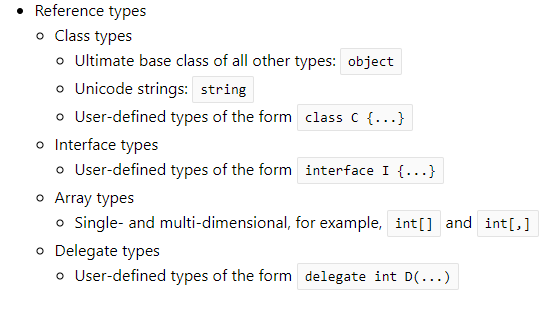 Reference types
Class types
Ultimate base class of all other types: object
Unicode strings: string
User-defined types of the form class C {...}
Interface types
User-defined types of the form interface I {...}
Array types
Single- and multi-dimensional, for example, int[] and int[,]
Delegate types
User-defined types of the form delegate int D(...)